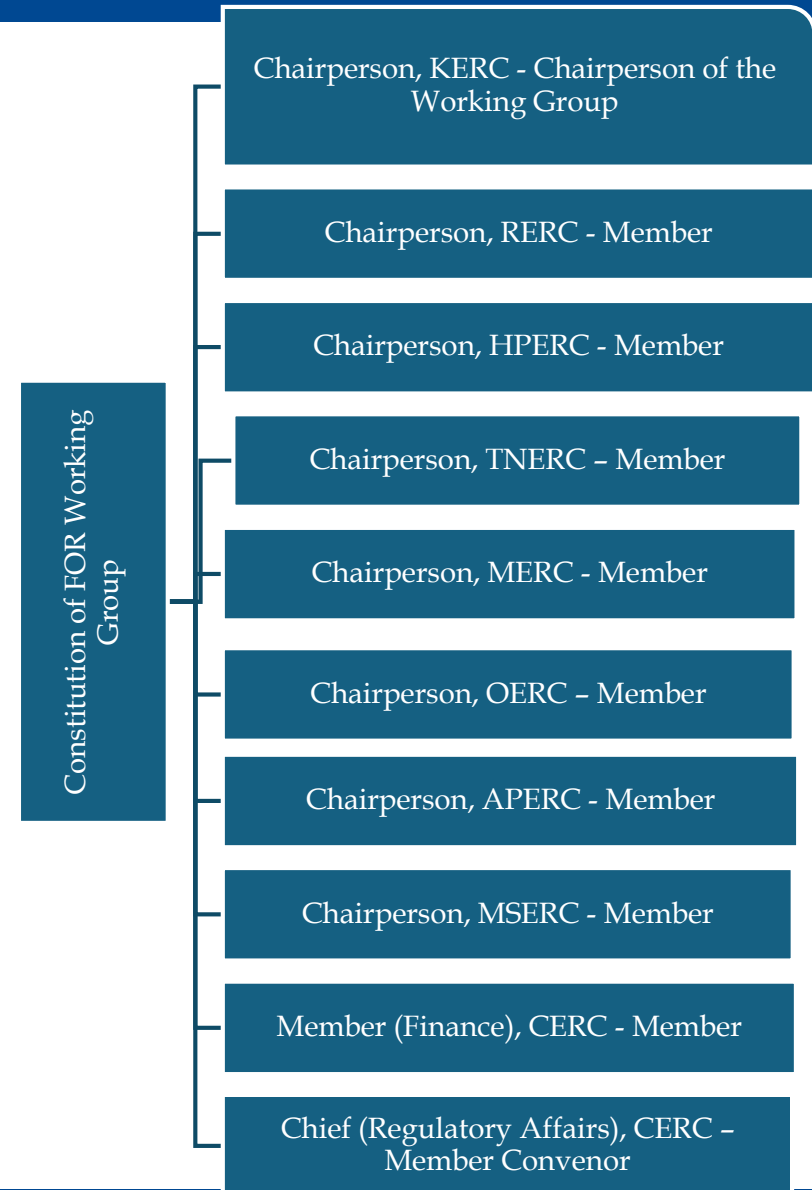 Constitution of FOR Working
Group
Chairperson, KERC - Chairperson of the
Working Group
Chairperson, RERC - Member
Chairperson, HPERC - Member
Chairperson, TNERC – Member
Chairperson, MERC - Member
Chairperson, OERC – Member
Chairperson, APERC - Member
Chairperson, MSERC - Member
Member (Finance), CERC - Member
Chief (Regulatory Affairs), CERC –
Member Convenor